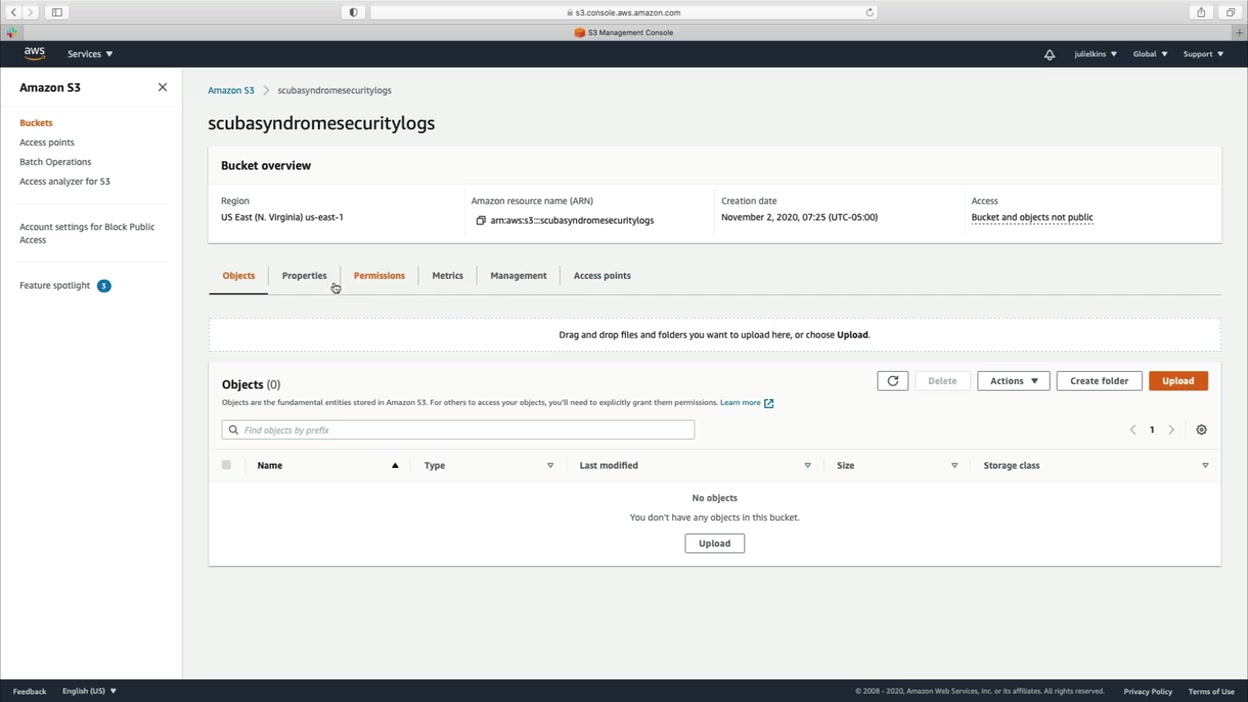 s3.console.aws.amazon.com
S3 Management Console
aws
Services
julielkins
Global
Support
Amazon S3
Buckets
Access points
Batch Operations
Access analyzer for S3
Account settings for Block Public
Access
Feature spotlight 3
Amazon S3 > scubasyndromesecuritylogs
scubasyndromesecuritylogs
Bucket overview
Region
US East (N. Virginia) us-east-1
Amazon resource name (ARN)
arn:aws:s3:::scubasyndromesecuritylogs
Creation date
November 2, 2020, 07:25 (UTC-05:00)
Access
Bucket and objects not public
Objects
Properties
Permissions
Metrics
Management
Access points
Drag and drop files and folders you want to upload here, or choose Upload.
Objects (0)
Delete
Actions
Create folder
Upload
Objects are the fundamental entities stored in Amazon S3. For others to access your objects, you'll need to explicitly grant them permissions. Learn more
Find objects by prefix
1
Name
Type
Last modified
Size
Storage class
No objects
You don't have any objects in this bucket.
Upload
Feedback
English (US)
© 2008 - 2020, Amazon Web Services, Inc. or its affiliates. All rights reserved.
Privacy Policy
Terms of Use